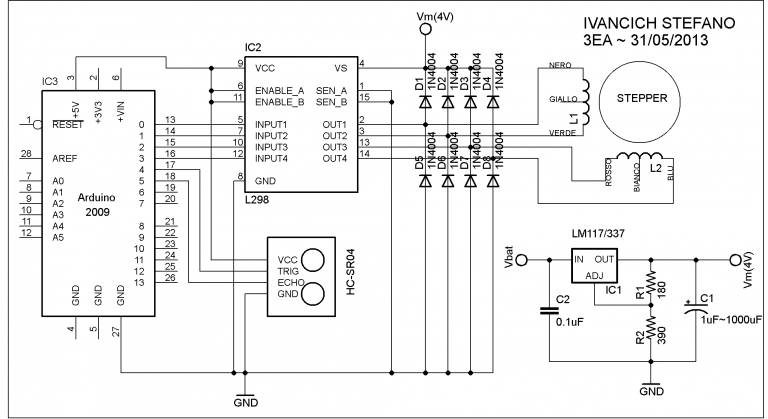 IVANCICH STEFANO
3EA ~ 31/05/2013
Vm(4V)
IC2
9 VCC VS 4
6 ENABLE_A SEN_A 1
11 ENABLE_B SEN_B 15
5 INPUT1 OUT1 2
7 INPUT2 OUT2 3
10 INPUT3 OUT3 13
12 INPUT4 OUT4 14
8 GND
L298
IC3
3 2 6
+5V +3V3 +VIN
1 RESET
28 AREF
7 A0
8 A1
9 A2
10 A3
11 A4
12 A5
Arduino
2009
0 13
1 14
2 15
3 16
4 17
5 18
6 19
7 20
8 21
9 22
10 23
11 24
12 25
13 26
GND GND GND
4 5 27
D1 1N4004
D2 1N4004
D3 1N4004
D4 1N4004
D5 1N4004
D6 1N4004
D7 1N4004
D8 1N4004
NERO
GIALLO
VERDE
L1
STEPPER
ROSSO
BIANCO
BLU
L2
VCC
TRIG
ECHO
GND
HC-SR04
GND
LM117/337
Vbat
IN OUT
ADJ
IC1
Vm(4V)
R1
180
R2
390
C2
0.1uF
+
C1
1uF~1000uF
GND